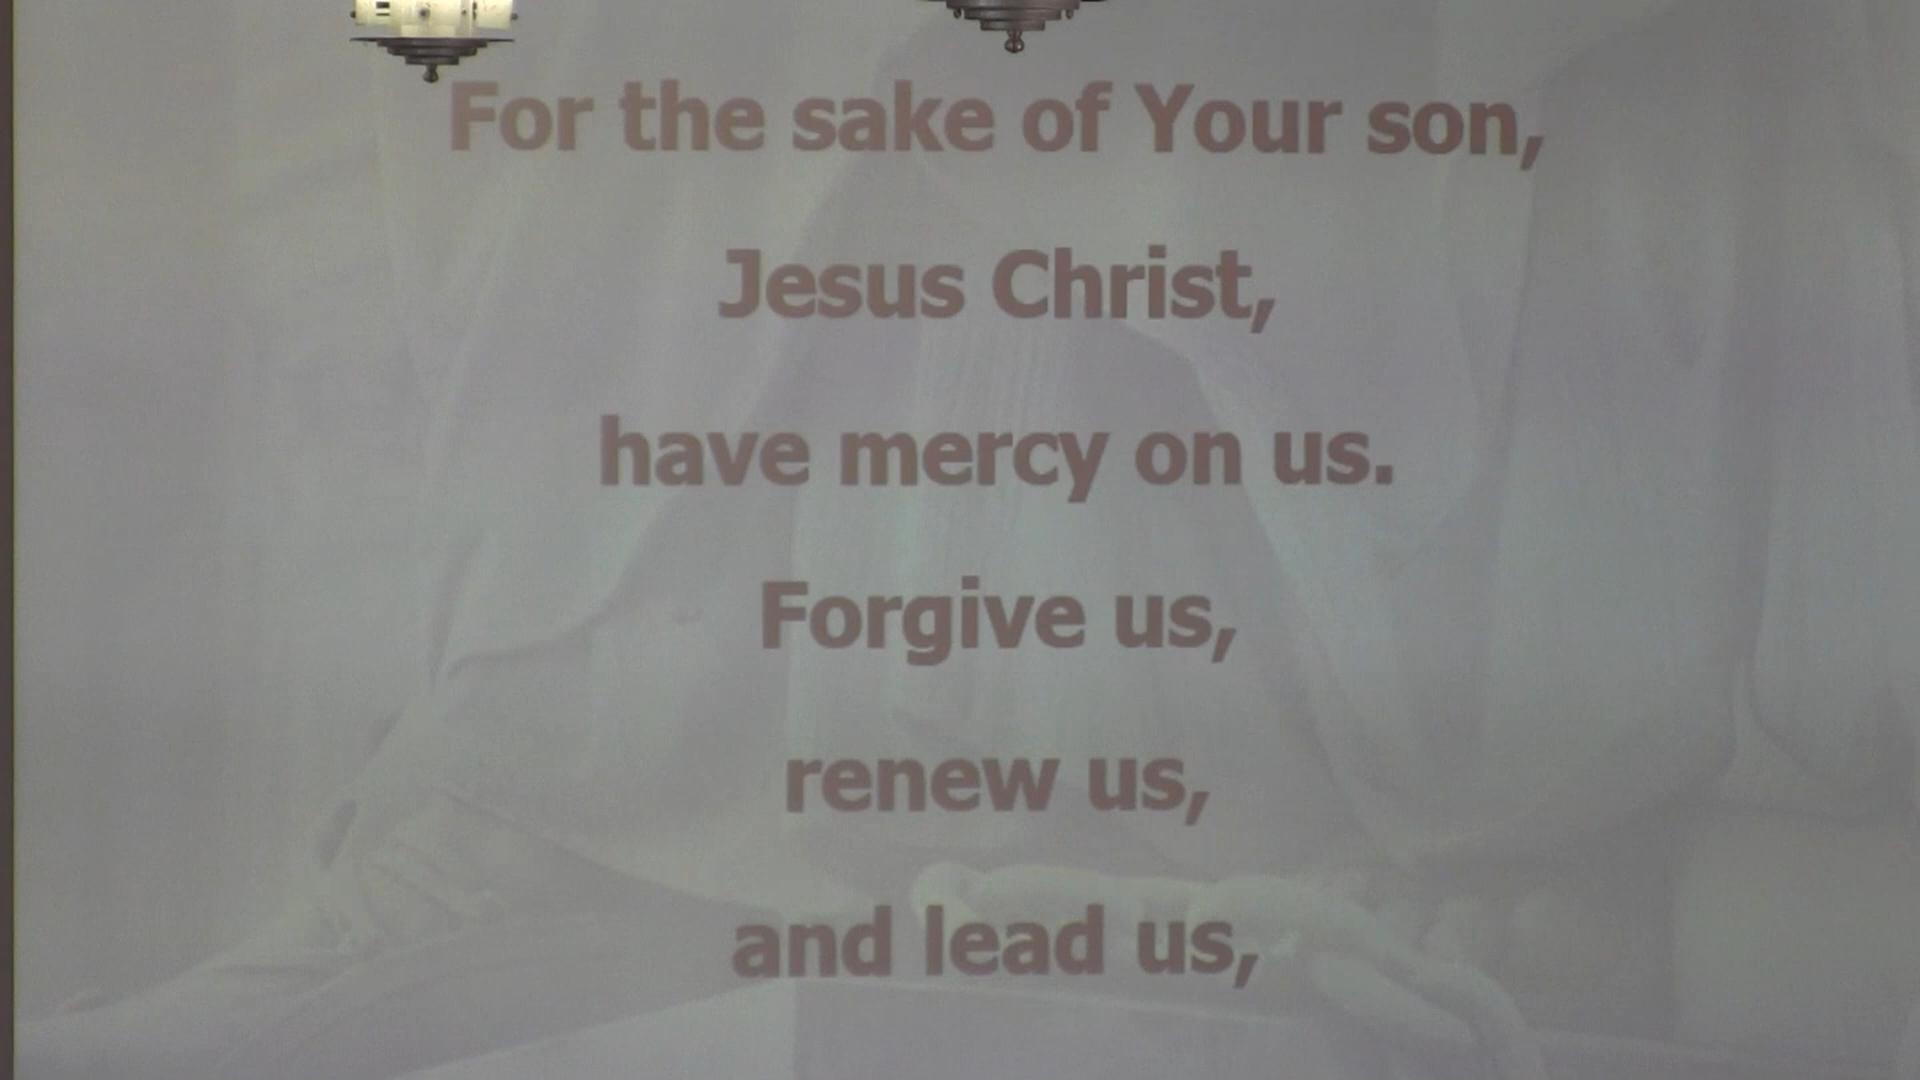 For the sake of Your son,
Jesus Christ,
have mercy on us.
Forgive us,
renew us,
and lead us,